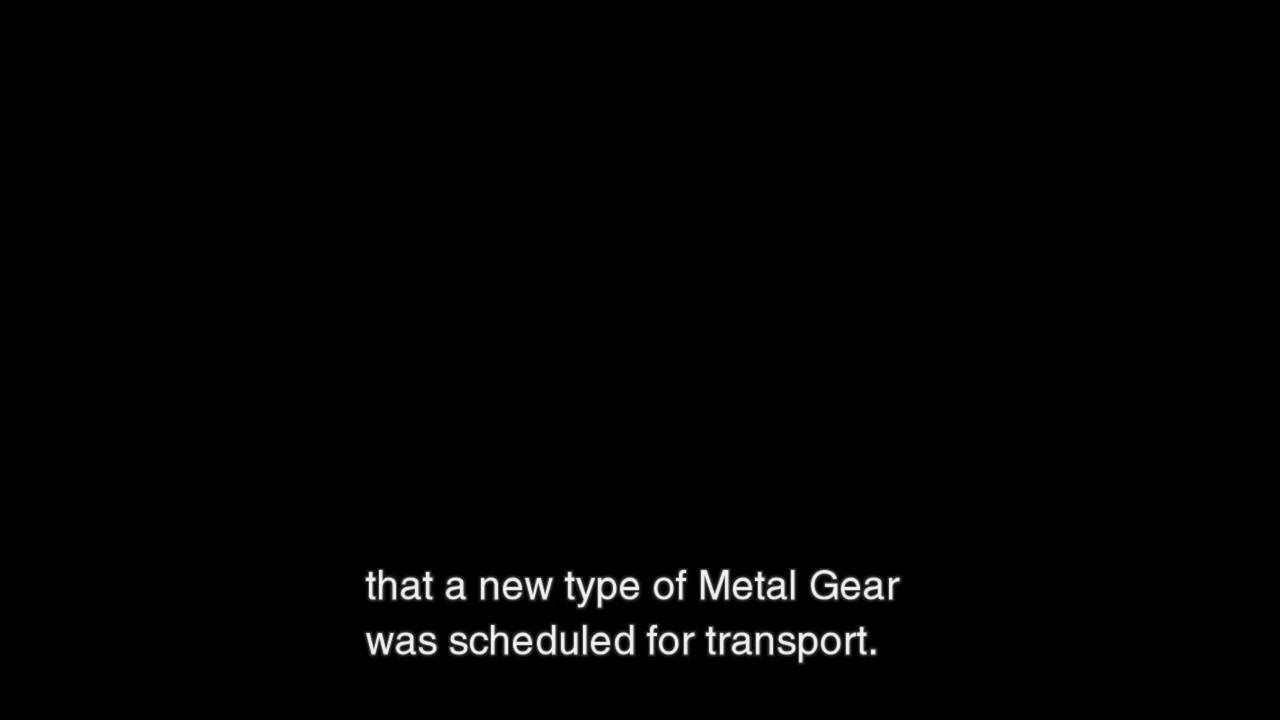 that a new type of Metal Gear
was scheduled for transport.